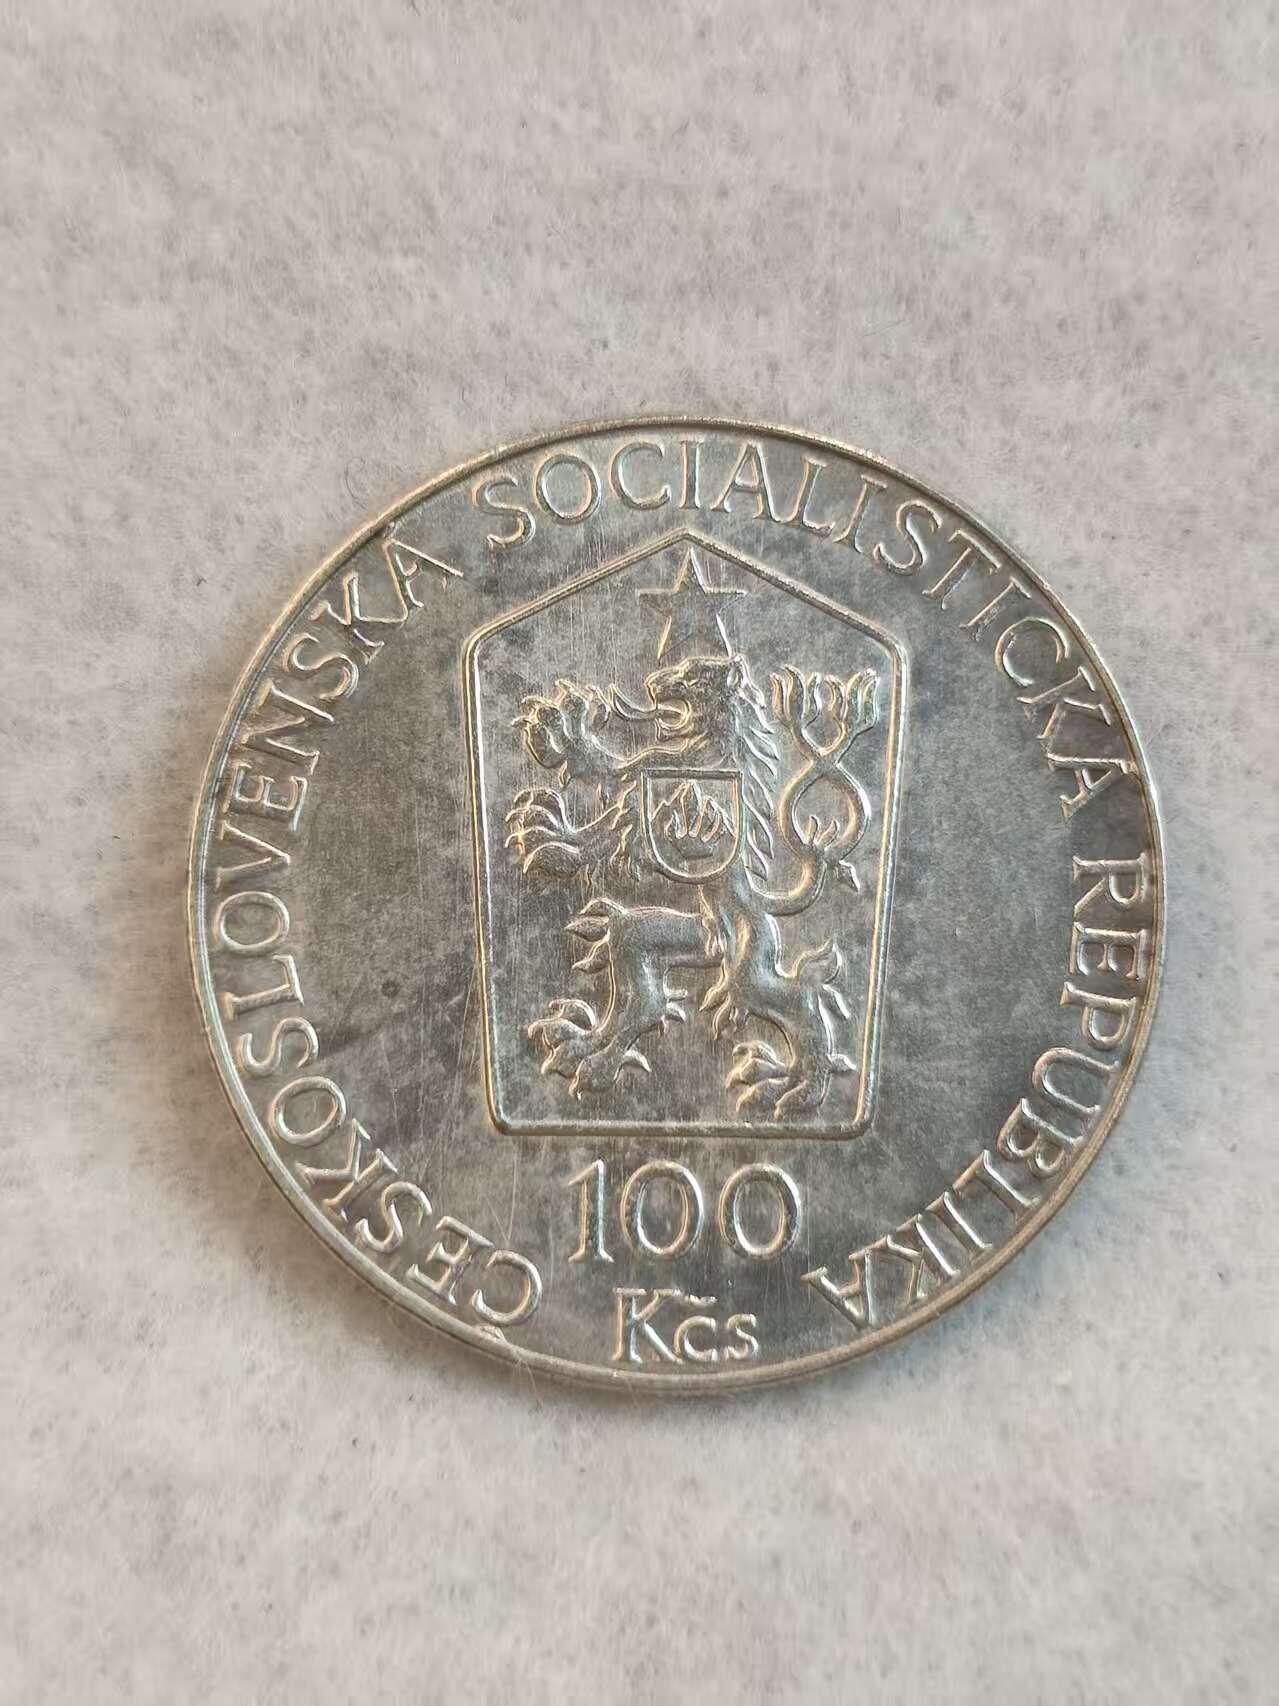 ČESKOSLOVENSKÁ SOCIALISTICKÁ REPUBLIKA
100
Kčs